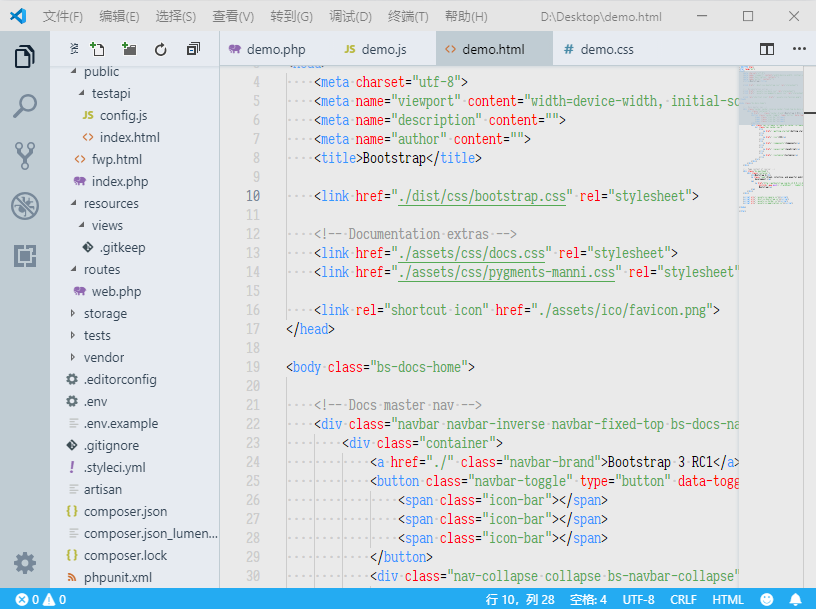 文件(F) 编辑(E) 选择(S) 查看(V) 转到(G) 调试(D) 终端(T) 帮助(H) D:\Desktop\demo.html
demo.php JS demo.js <> demo.html # demo.css
public
testapi
JS config.js
<> index.html
<> fwp.html
index.php
resources
views
.gitkeep
routes
web.php
storage
tests
vendor
.editorconfig
.env
.env.example
.gitignore
! .styleci.yml
artisan
{} composer.json
composer.json_lumen...
{} composer.lock
phpunit.xml
4 <meta charset="utf-8">
5 <meta name="viewport" content="width=device-width, initial-sc
6 <meta name="description" content="">
7 <meta name="author" content="">
8 <title>Bootstrap</title>
9
10 <link href="./dist/css/bootstrap.css" rel="stylesheet">
11
12 <!-- Documentation extras -->
13 <link href="./assets/css/docs.css" rel="stylesheet">
14 <link href="./assets/css/pygments-manni.css" rel="stylesheet"
15
16 <link rel="shortcut icon" href="./assets/ico/favicon.png">
17 </head>
18
19 <body class="bs-docs-home">
20
21 <!-- Docs master nav -->
22 <div class="navbar navbar-inverse navbar-fixed-top bs-docs-na
23 <div class="container">
24 <a href="./" class="navbar-brand">Bootstrap 3 RC1</a>
25 <button class="navbar-toggle" type="button" data-togg
26 <span class="icon-bar"></span>
27 <span class="icon-bar"></span>
28 <span class="icon-bar"></span>
29 </button>
30 <div class="nav-collapse collapse bs-navbar-collapse"
0 0 行 10，列 28 空格: 4 UTF-8 CRLF HTML